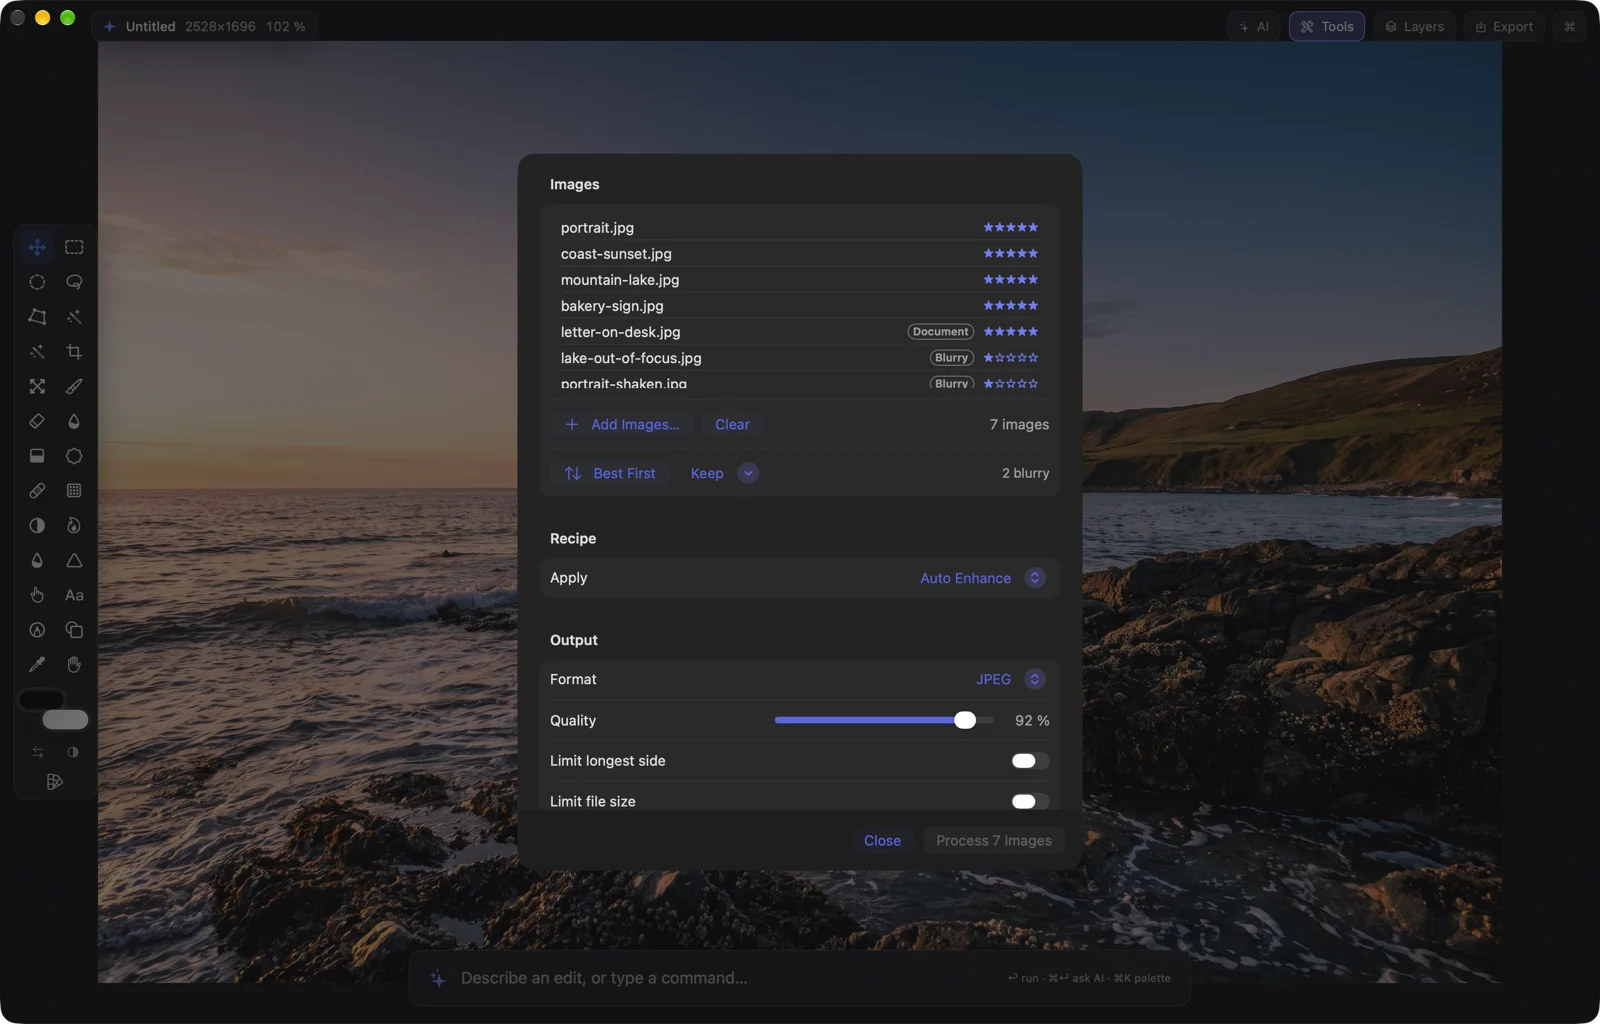 Untitled 2528×1696 102 %
AI
Tools
Layers
Export
⌘
Images
portrait.jpg
coast-sunset.jpg
mountain-lake.jpg
bakery-sign.jpg
letter-on-desk.jpg Document
lake-out-of-focus.jpg Blurry
portrait-shaken.jpg Blurry
Add Images... Clear 7 images
Best First Keep 2 blurry
Recipe
Apply Auto Enhance
Output
Format JPEG
Quality 92 %
Limit longest side
Limit file size
Close Process 7 Images
Aa
Describe an edit, or type a command... ↩ run · ⌘↩ ask AI · ⌘K palette